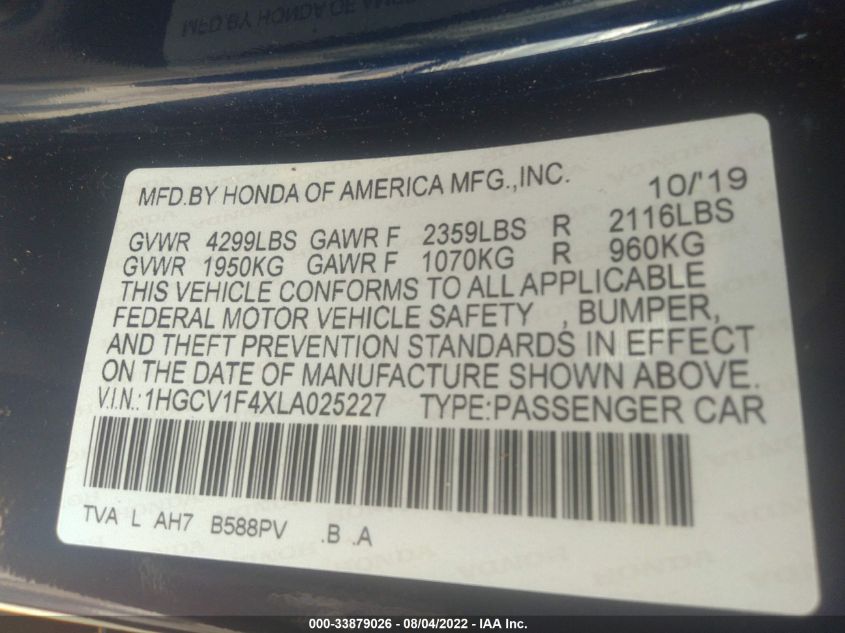 MFD.BY HONDA OF AMERICA MFG.,INC. 10/'19
GVWR 4299LBS GAWR F 2359LBS R 2116LBS
GVWR 1950KG GAWR F 1070KG R 960KG
THIS VEHICLE CONFORMS TO ALL APPLICABLE
FEDERAL MOTOR VEHICLE SAFETY , BUMPER,
AND THEFT PREVENTION STANDARDS IN EFFECT
ON THE DATE OF MANUFACTURE SHOWN ABOVE.
V.I.N.:1HGCV1F4XLA025227 TYPE:PASSENGER CAR
TVA L AH7 B588PV .B .A
000-33879026 - 08/04/2022 - IAA Inc.